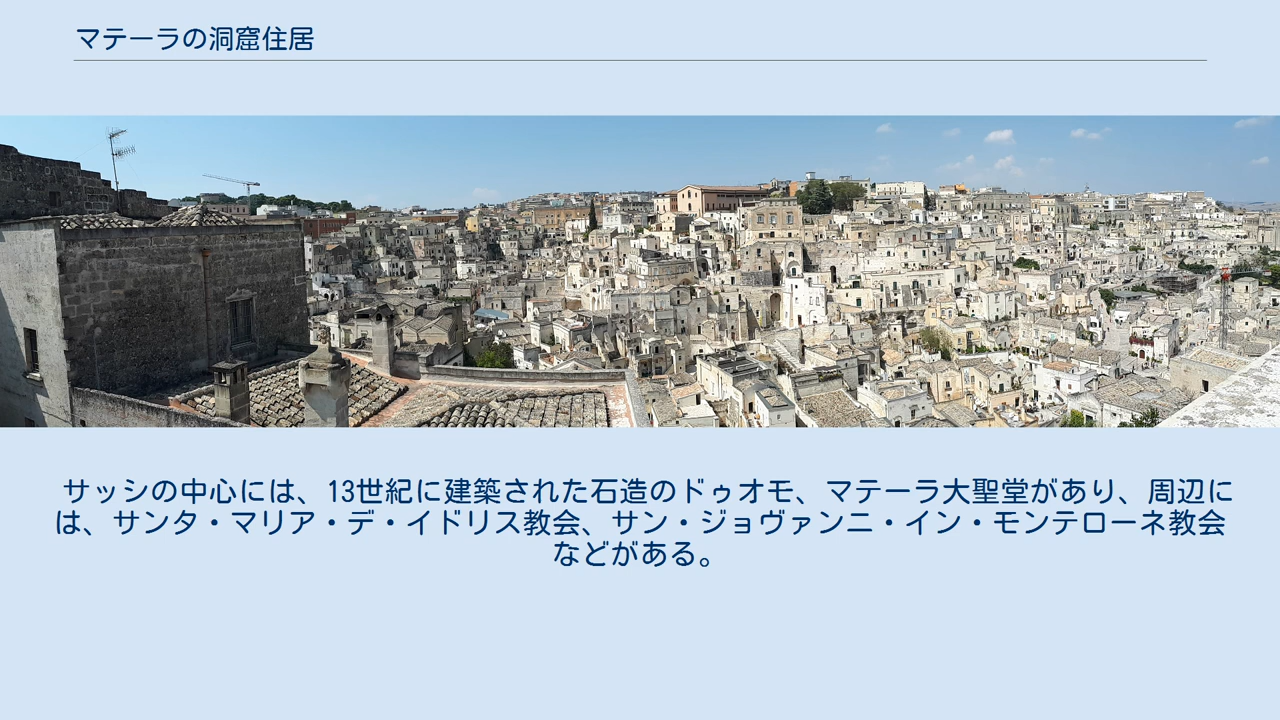 マテーラの洞窟住居
サッシの中心には、13世紀に建築された石造のドゥオモ、マテーラ大聖堂があり、周辺に
は、サンタ・マリア・デ・イドリス教会、サン・ジョヴァンニ・イン・モンテローネ教会
などがある。